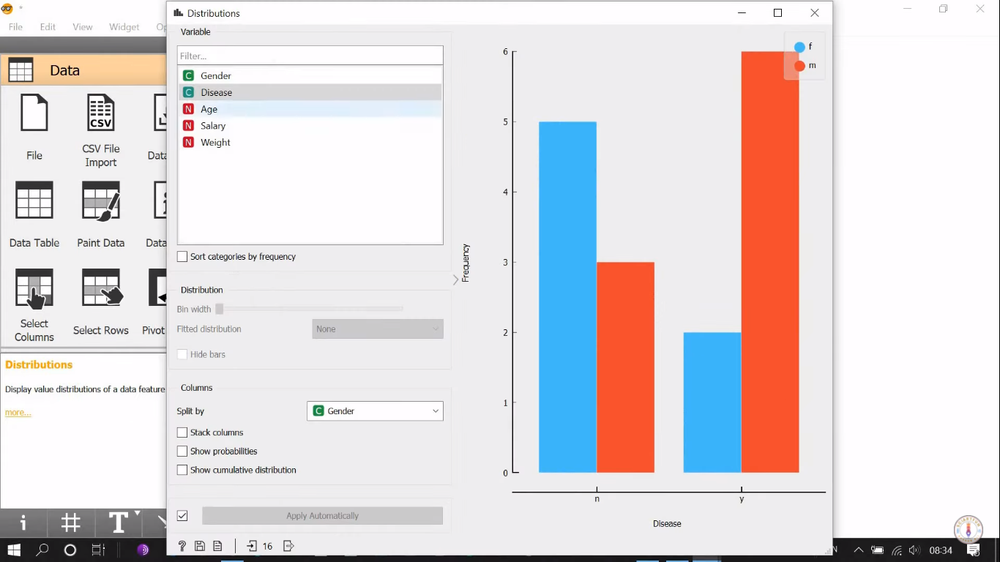 *
File Edit View Widget Op
Data
File
CSV File
Import
Data
Data Table
Paint Data
Data
Select
Columns
Select Rows
Pivot
Distributions
Display value distributions of a data feature
more...
Distributions
Variable
Filter...
C Gender
C Disease
N Age
N Salary
N Weight
Sort categories by frequency
Distribution
Bin width
Fitted distribution None
Hide bars
Columns
Split by C Gender
Stack columns
Show probabilities
Show cumulative distribution
Apply Automatically
? 16
f
m
6
5
4
3
2
1
0
Frequency
n y
Disease
CSV
i # T
N 08:34